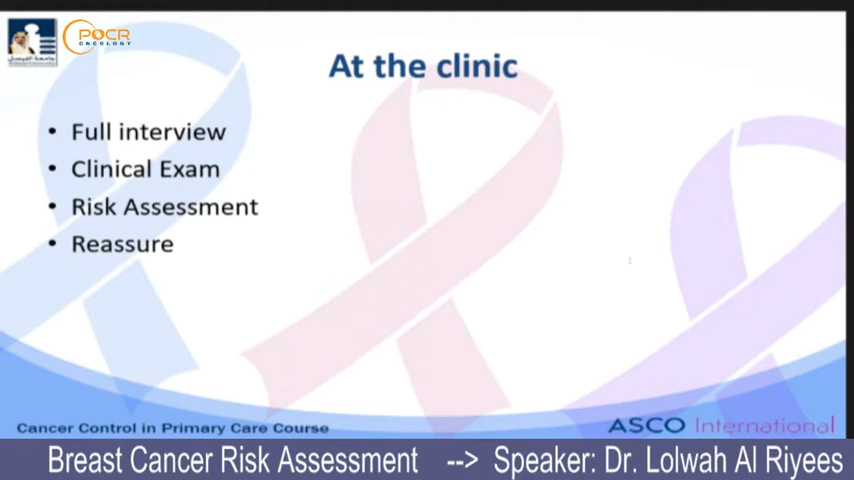 POCR
ONCOLOGY
At the clinic
• Full interview
• Clinical Exam
• Risk Assessment
• Reassure
Cancer Control in Primary Care Course
ASCO International
Breast Cancer Risk Assessment --> Speaker: Dr. Lolwah Al Riyees